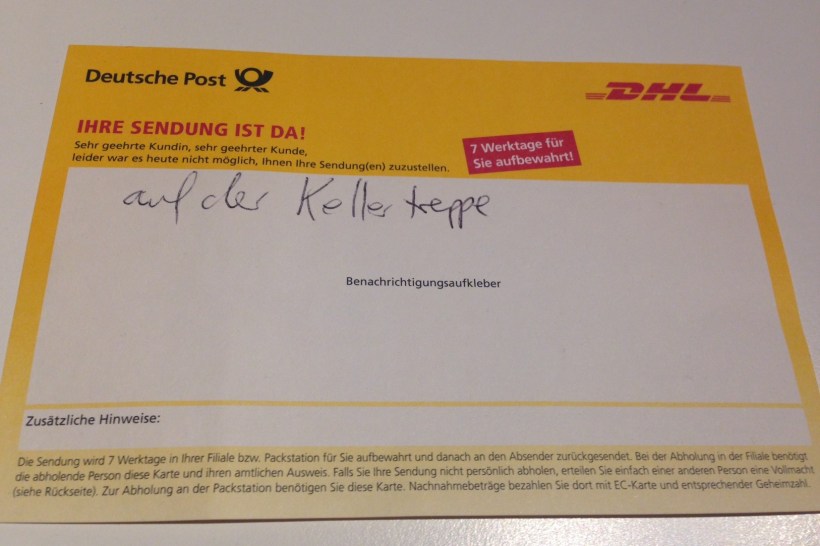 Deutsche Post
DHL
IHRE SENDUNG IST DA!
Sehr geehrte Kundin, sehr geehrter Kunde,
leider war es heute nicht möglich, Ihnen Ihre Sendung(en) zuzustellen.
7 Werktage für
Sie aufbewahrt!
auf der Kellertreppe
Benachrichtigungsaufkleber
Zusätzliche Hinweise:
Die Sendung wird 7 Werktage in Ihrer Filiale bzw. Packstation für Sie aufbewahrt und danach an den Absender zurückgesendet. Bei der Abholung in der Filiale benötigt
die abholende Person diese Karte und ihren amtlichen Ausweis. Falls Sie Ihre Sendung nicht persönlich abholen, erteilen Sie einfach einer anderen Person eine Vollmacht
(siehe Rückseite). Zur Abholung an der Packstation benötigen Sie diese Karte. Nachnahmebeträge bezahlen Sie dort mit EC-Karte und entsprechender Geheimzahl.